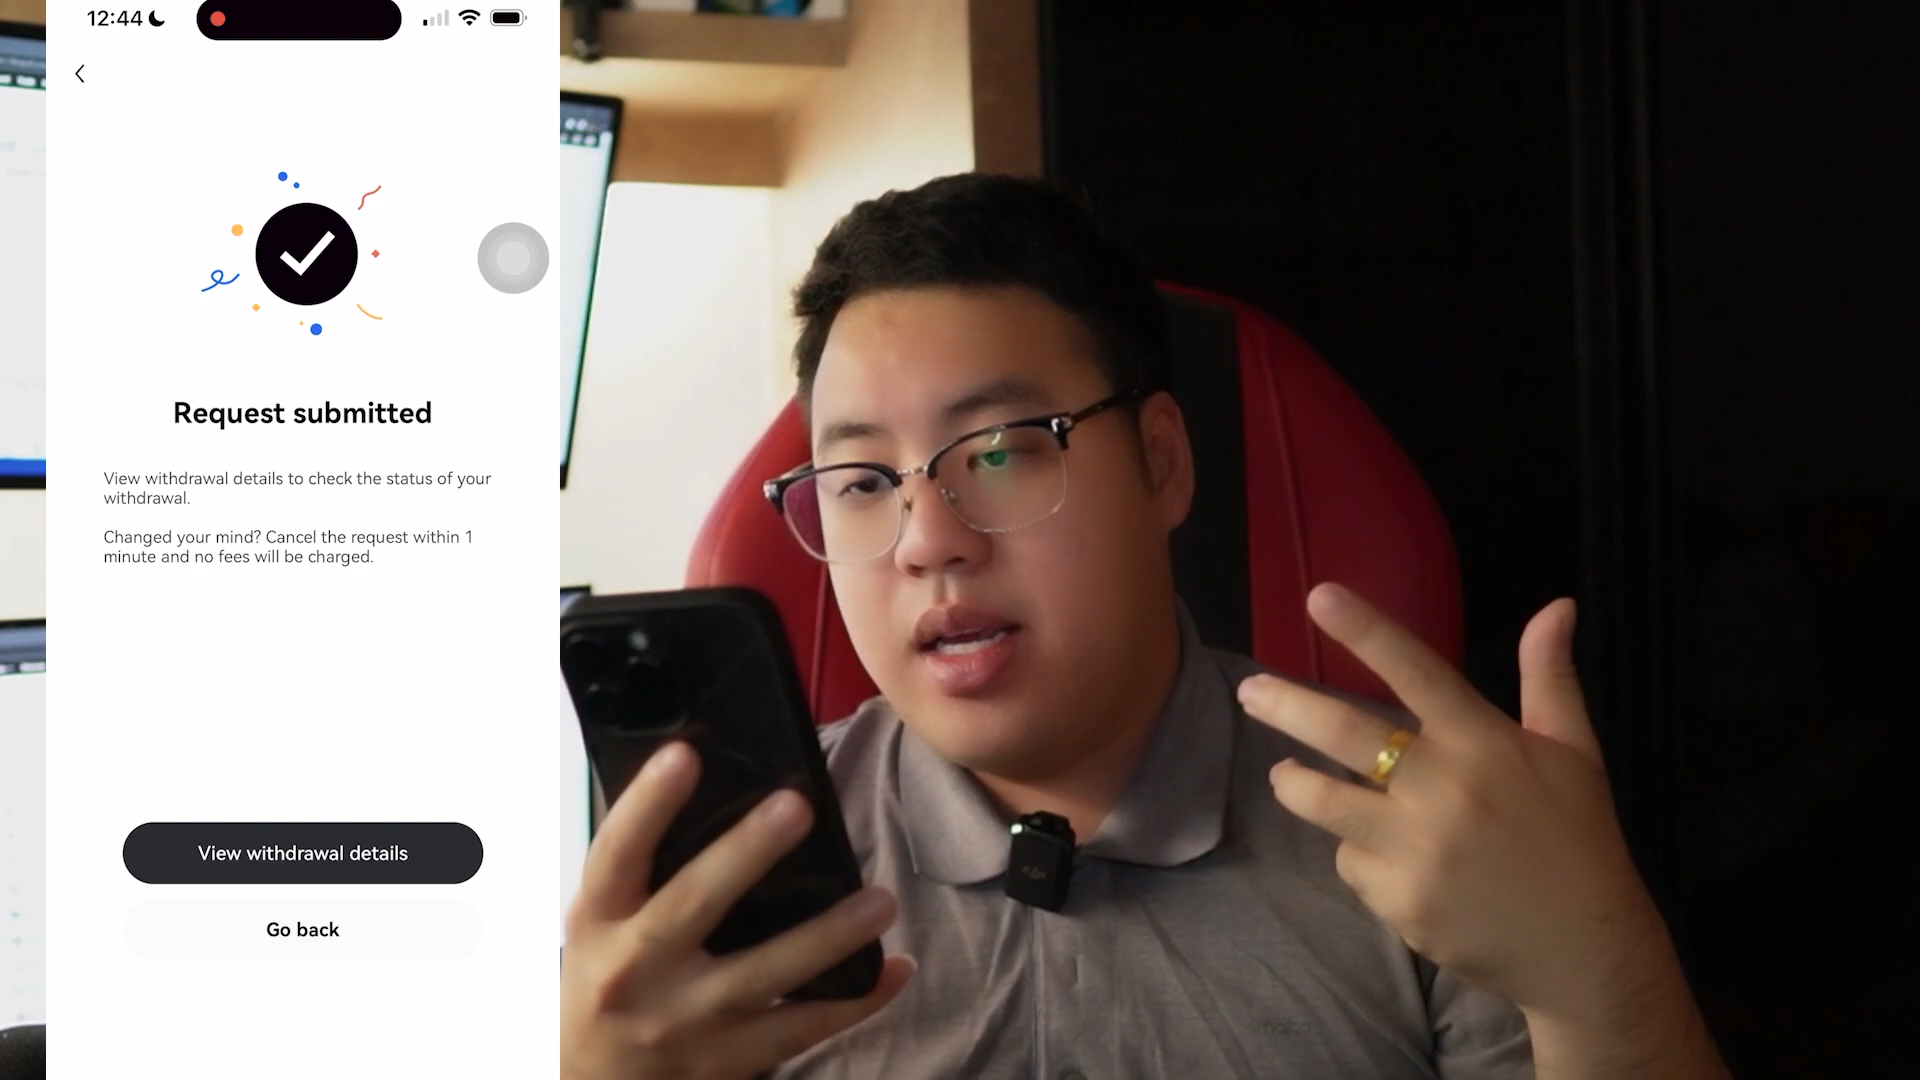 12:44
Request submitted
View withdrawal details to check the status of your
withdrawal.
Changed your mind? Cancel the request within 1
minute and no fees will be charged.
View withdrawal details
Go back
dji